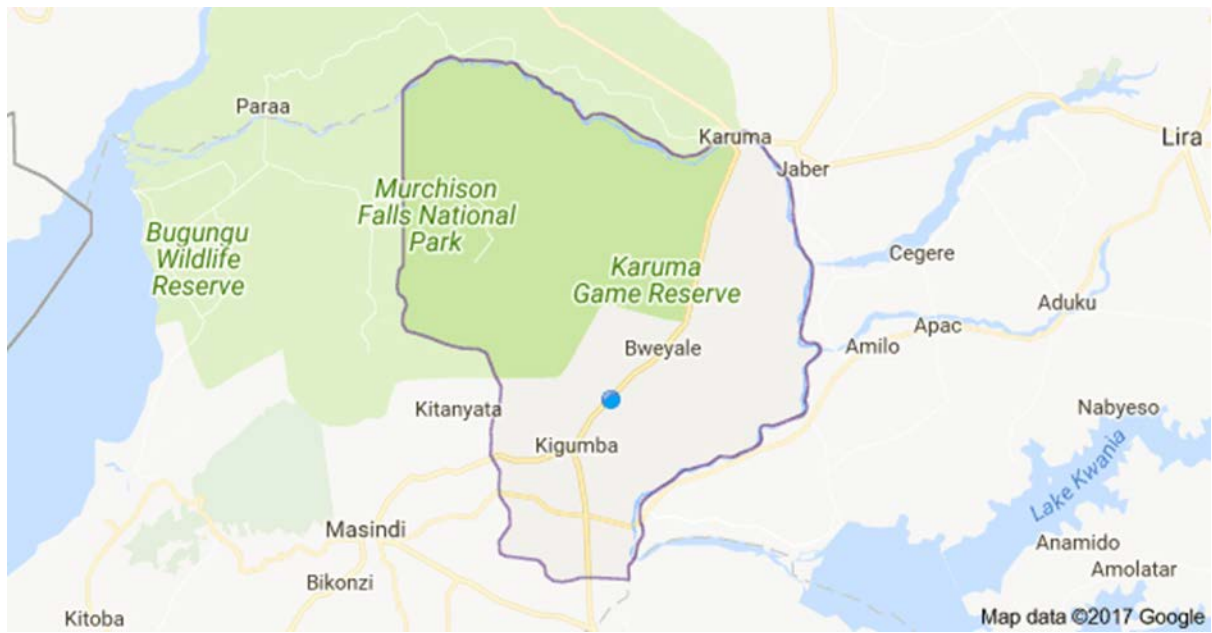 Paraa
Karuma
Lira
Jaber
Murchison
Falls National
Park
Bugungu
Wildlife
Reserve
Karuma
Game Reserve
Cegere
Aduku
Apac
Amilo
Bweyale
Kitanyata
Nabyeso
Kigumba
Lake Kwania
Masindi
Anamido
Amolatar
Bikonzi
Kitoba
Map data ©2017 Google